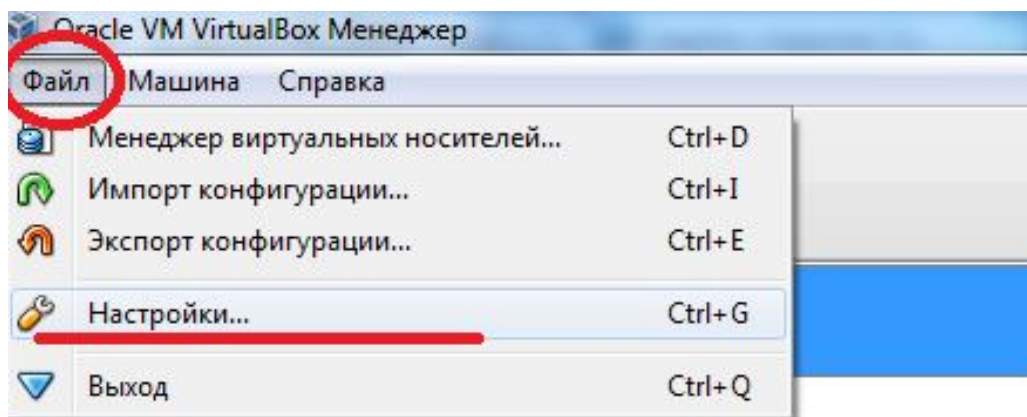 Oracle VM VirtualBox Менеджер
Файл Машина Справка
Менеджер виртуальных носителей... Ctrl+D
Импорт конфигурации... Ctrl+I
Экспорт конфигурации... Ctrl+E
Настройки... Ctrl+G
Выход Ctrl+Q